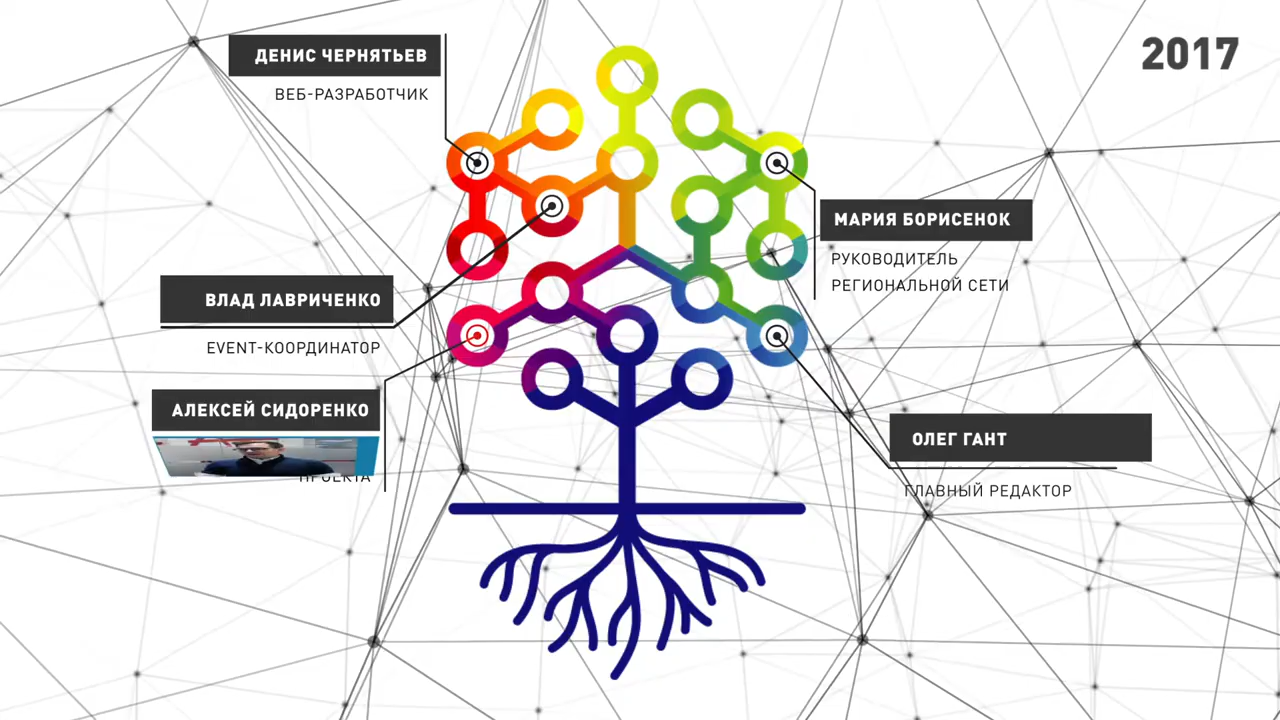 2017
ДЕНИС ЧЕРНЯТЬЕВ
ВЕБ-РАЗРАБОТЧИК
МАРИЯ БОРИСЕНОК
РУКОВОДИТЕЛЬ
РЕГИОНАЛЬНОЙ СЕТИ
ВЛАД ЛАВРИЧЕНКО
EVENT-КООРДИНАТОР
АЛЕКСЕЙ СИДОРЕНКО
ПРОЕКТА
ОЛЕГ ГАНТ
ГЛАВНЫЙ РЕДАКТОР